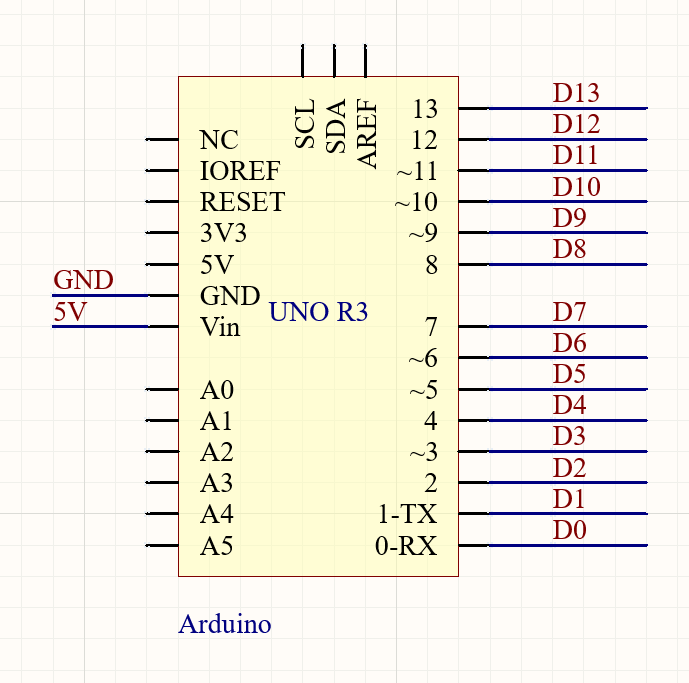 SCL
SDA
AREF
NC
IOREF
RESET
3V3
5V
GND
Vin
A0
A1
A2
A3
A4
A5
GND
5V
UNO R3
13
12
~11
~10
~9
8
7
~6
~5
4
~3
2
1-TX
0-RX
D13
D12
D11
D10
D9
D8
D7
D6
D5
D4
D3
D2
D1
D0
Arduino